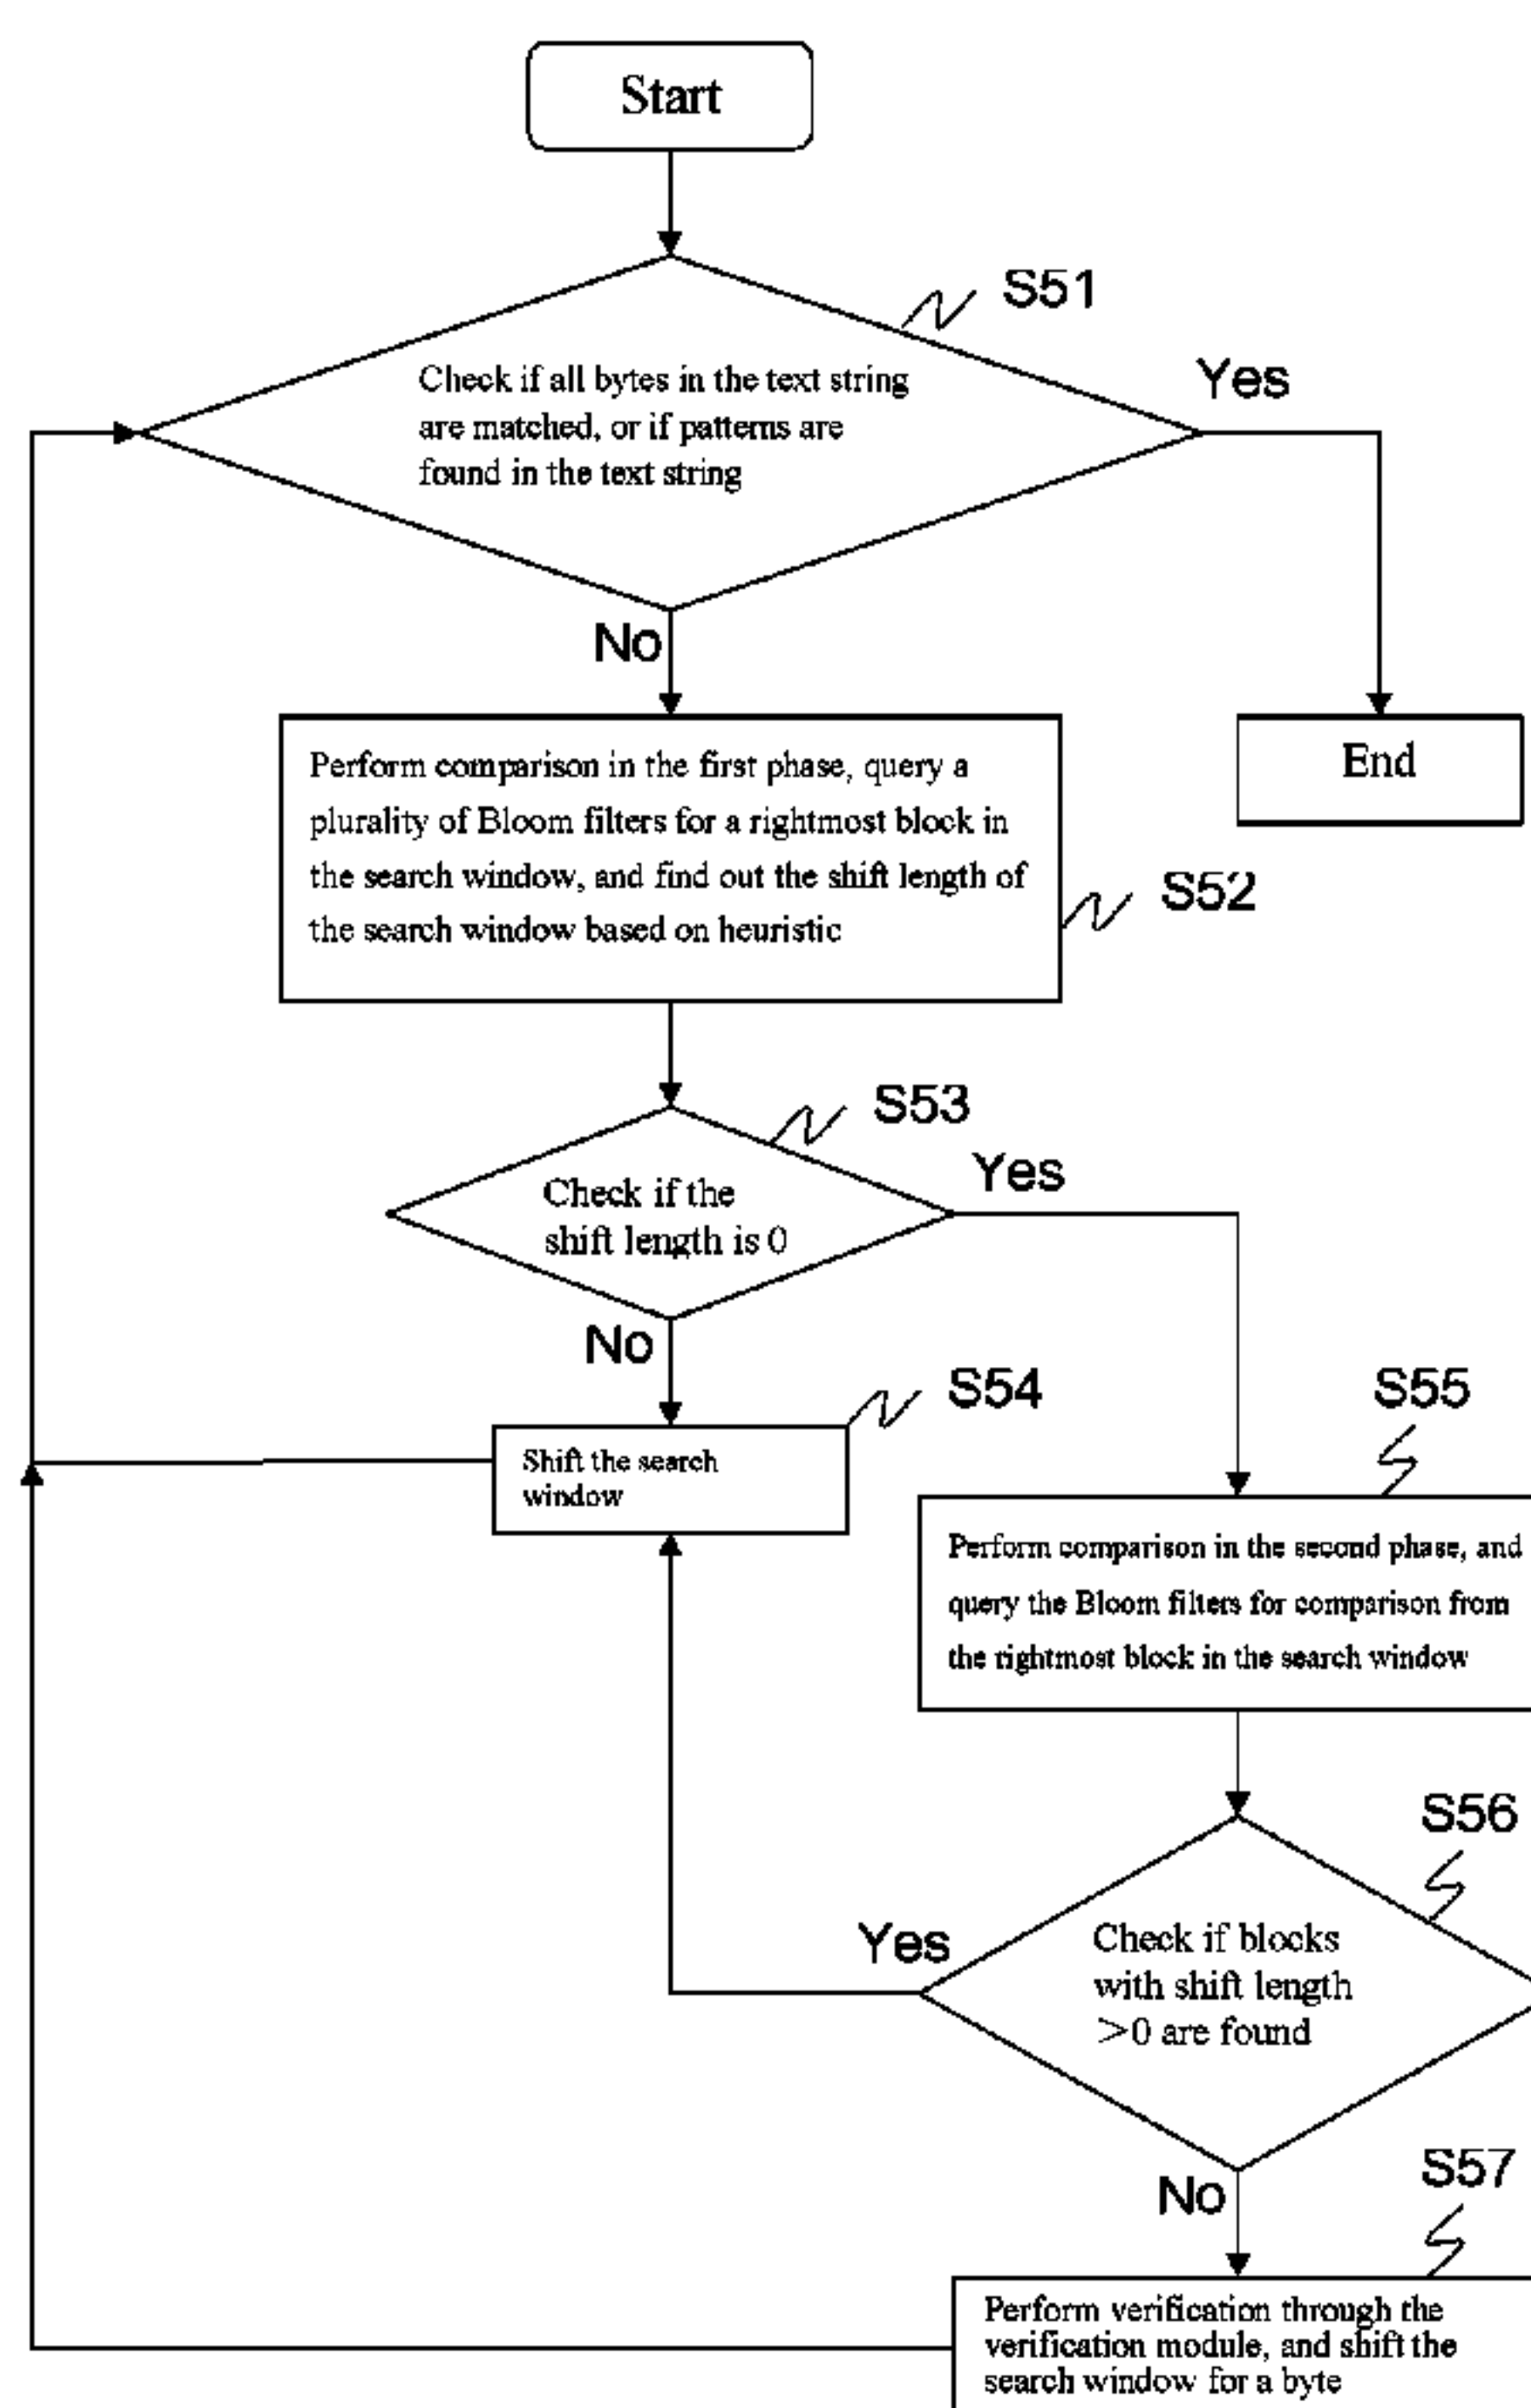 Start
S51
Check if all bytes in the text string
are matched, or if patterns are
found in the text string
Yes
No
Perform comparison in the first phase, query a
plurality of Bloom filters for a rightmost block in
the search window, and find out the shift length of
the search window based on heuristic
End
S52
S53
Check if the
shift length is 0
Yes
No
S54
Shift the search
window
S55
Perform comparison in the second phase, and
query the Bloom filters for comparison from
the rightmost block in the search window
S56
Yes
Check if blocks
with shift length
>0 are found
No
S57
Perform verification through the
verification module, and shift the
search window for a byte